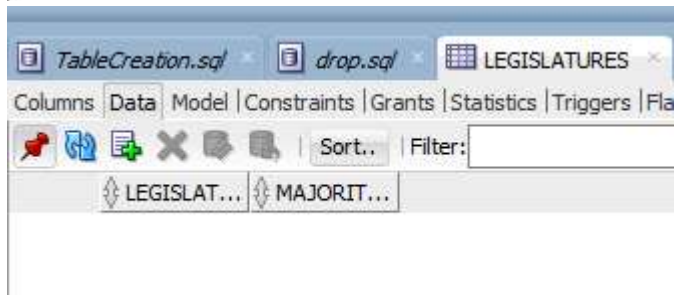 TableCreation.sql drop.sql LEGISLATURES
Columns Data Model |Constraints |Grants |Statistics |Triggers |Fla
Sort.. Filter:
LEGISLAT... MAJORIT...